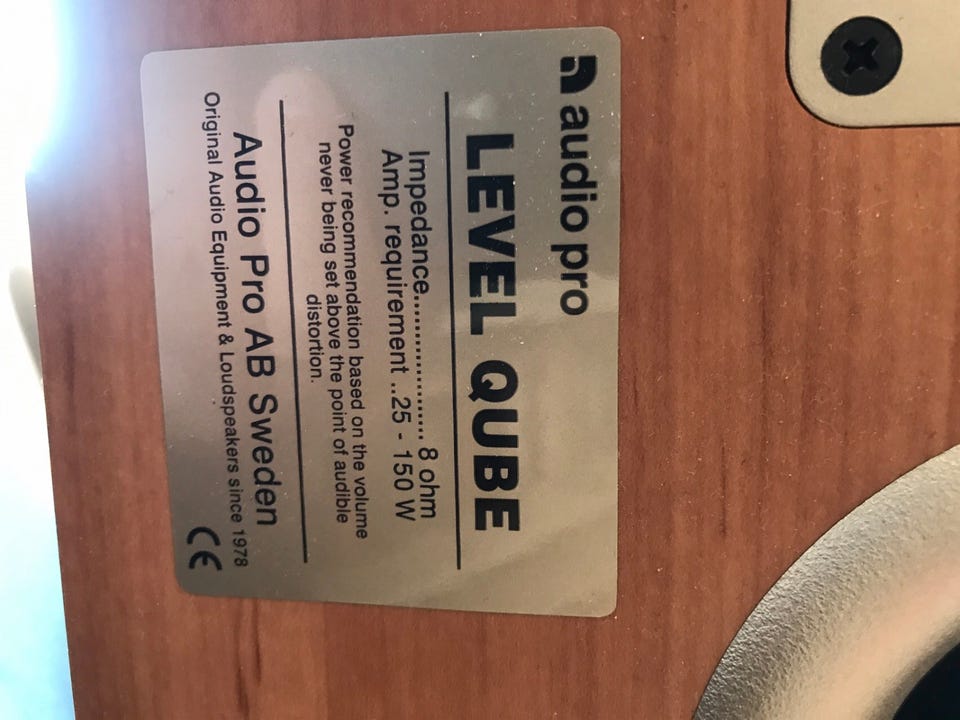 audio pro
LEVEL QUBE
Impedance.................. 8 ohm
Amp. requirement ..25 - 150 W
Power recommendation based on the volume
never being set above the point of audible
distortion.
Audio Pro AB Sweden
Original Audio Equipment & Loudspeakers since 1978
CE